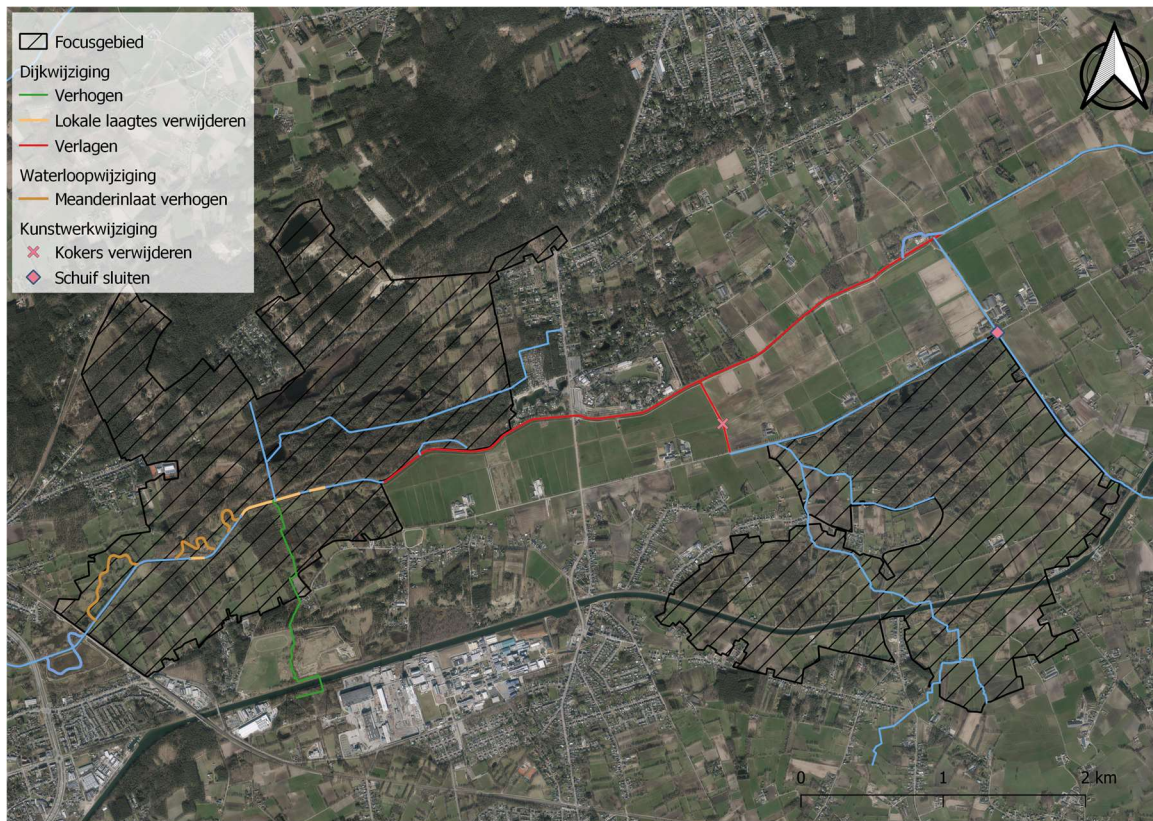 Focusgebied
Dijkwijziging
Verhogen
Lokale laagtes verwijderen
Verlagen
Waterloopwijziging
Meanderinlaat verhogen
Kunstwerkwijziging
Kokers verwijderen
Schuif sluiten
0 1 2 km